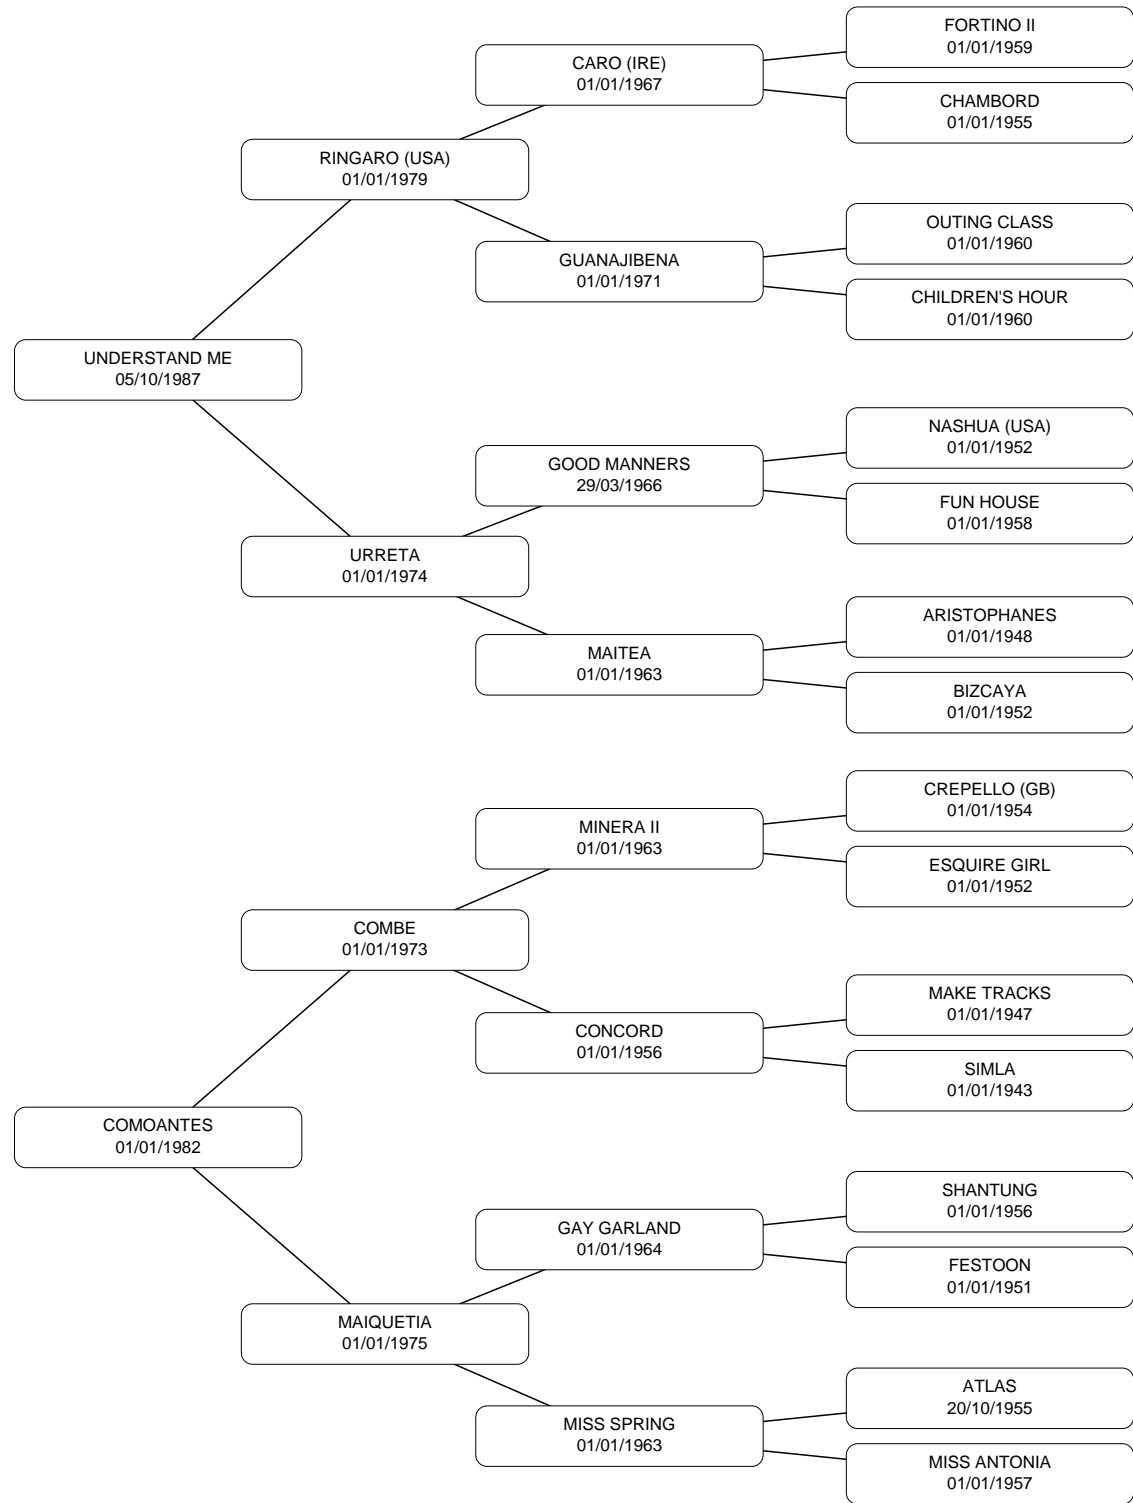 FORTINO II
01/01/1959
CARO (IRE)
01/01/1967
CHAMBORD
01/01/1955
RINGARO (USA)
01/01/1979
OUTING CLASS
01/01/1960
GUANAJIBENA
01/01/1971
CHILDREN'S HOUR
01/01/1960
UNDERSTAND ME
05/10/1987
NASHUA (USA)
01/01/1952
GOOD MANNERS
29/03/1966
FUN HOUSE
01/01/1958
URRETA
01/01/1974
ARISTOPHANES
01/01/1948
MAITEA
01/01/1963
BIZCAYA
01/01/1952
CREPELLO (GB)
01/01/1954
MINERA II
01/01/1963
ESQUIRE GIRL
01/01/1952
COMBE
01/01/1973
MAKE TRACKS
01/01/1947
CONCORD
01/01/1956
SIMLA
01/01/1943
COMOANTES
01/01/1982
SHANTUNG
01/01/1956
GAY GARLAND
01/01/1964
FESTOON
01/01/1951
MAIQUETIA
01/01/1975
ATLAS
20/10/1955
MISS SPRING
01/01/1963
MISS ANTONIA
01/01/1957